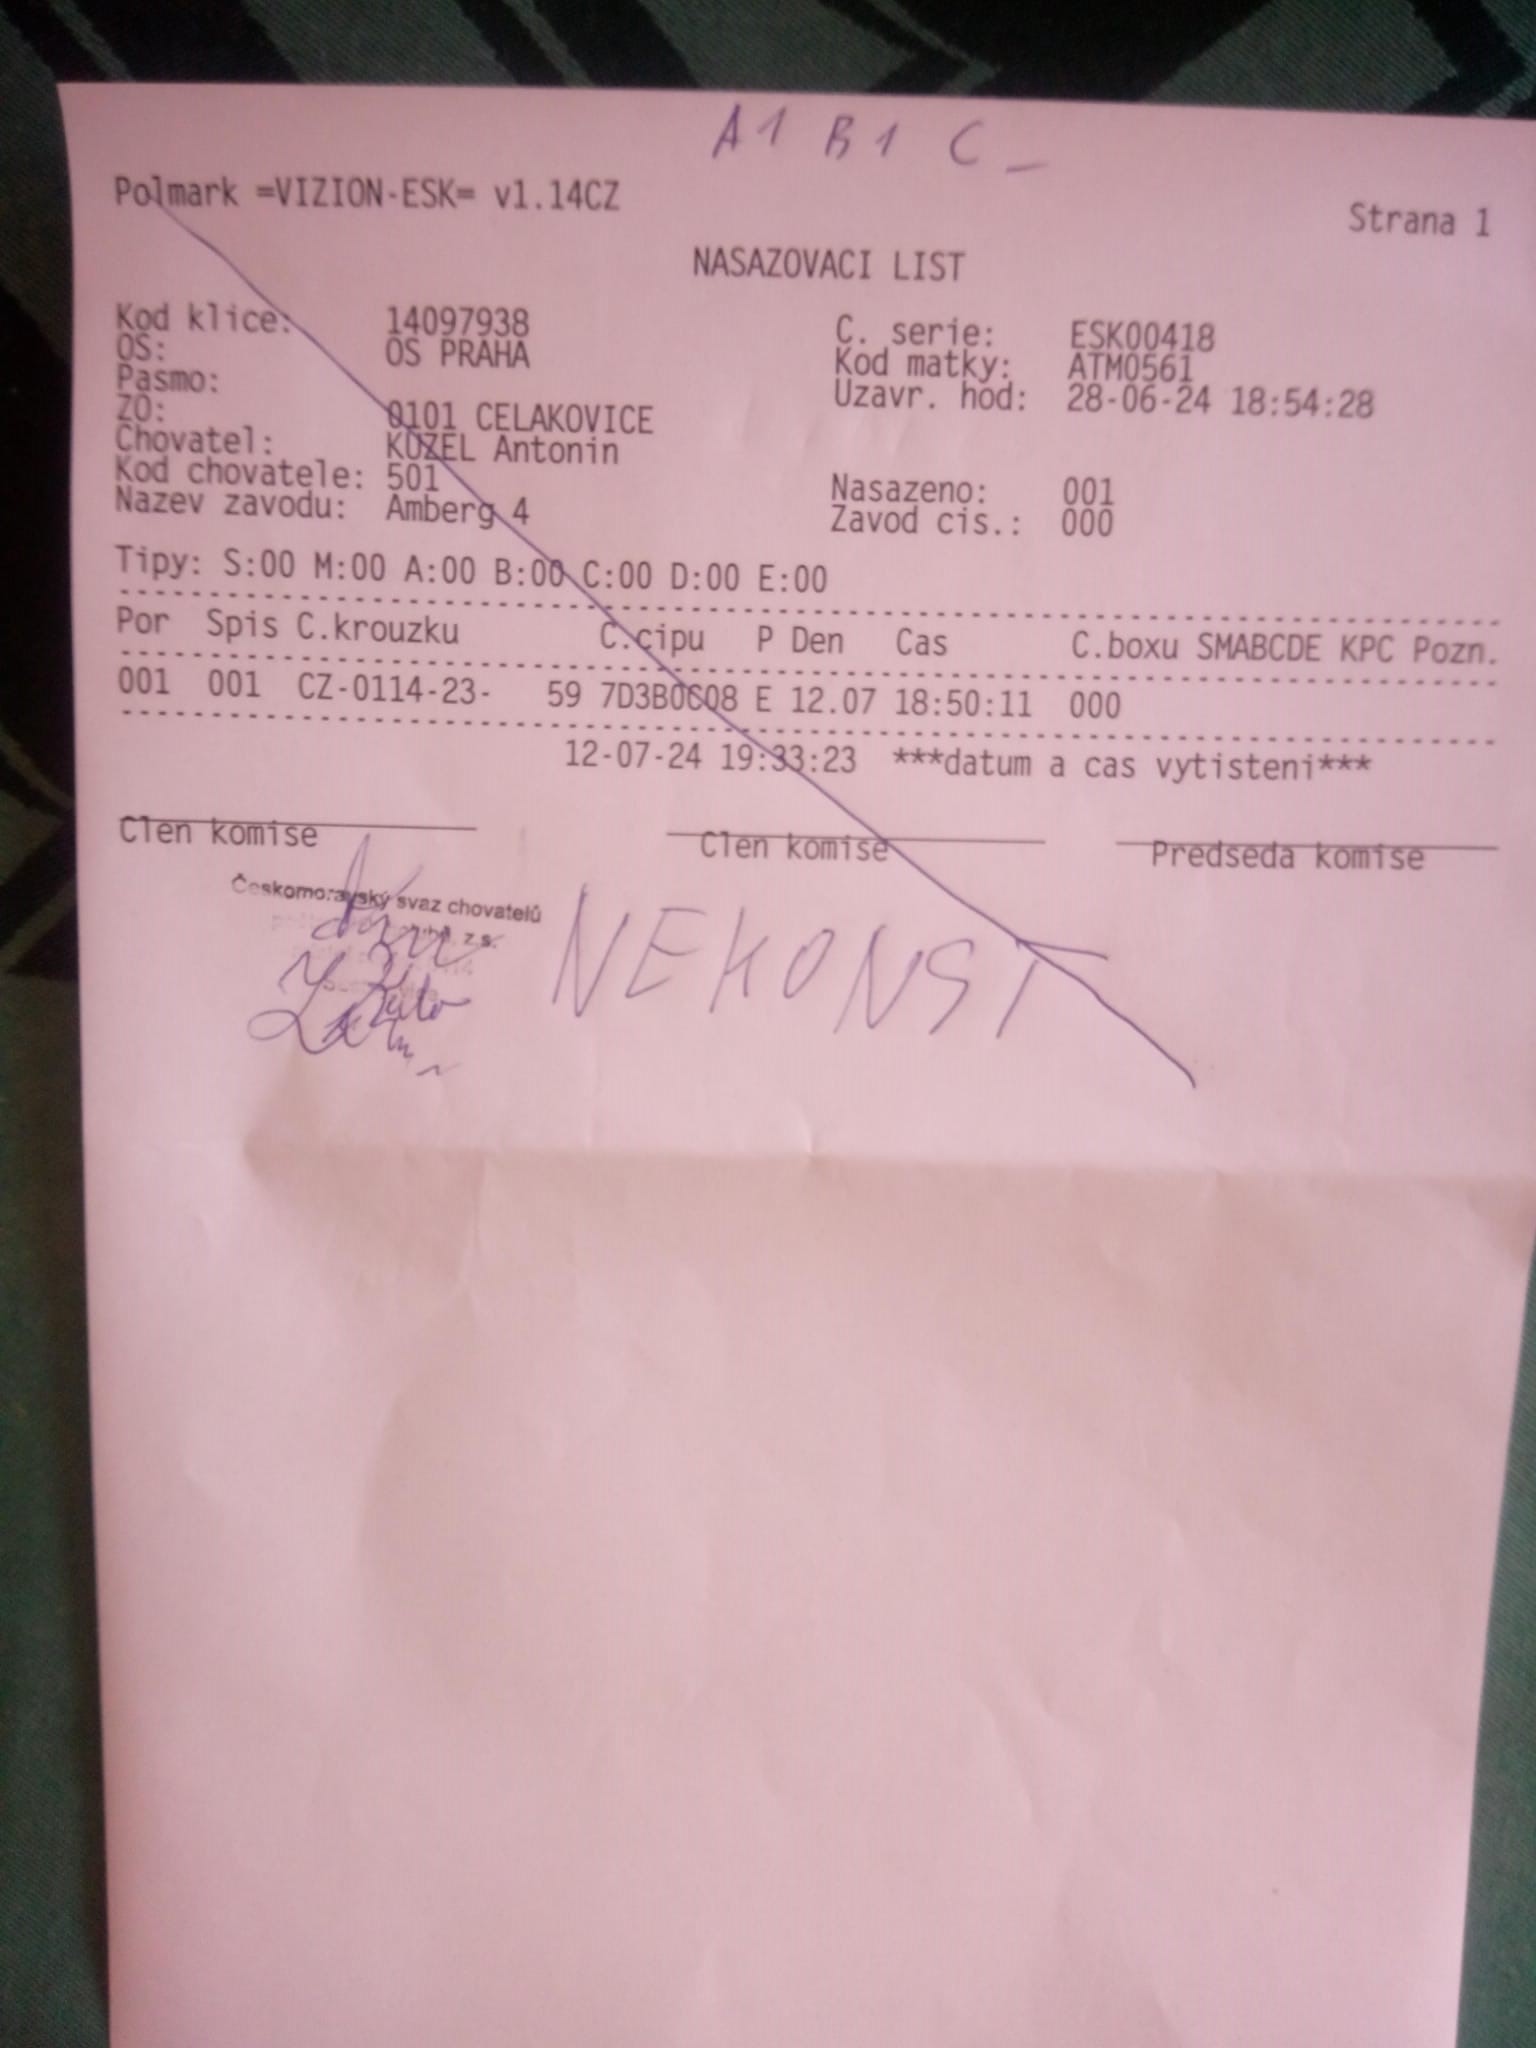 A1 B1 C _
Polmark =VIZION-ESK= v1.14CZ
Strana 1
NASAZOVACI LIST
Kod klice: 14097938 C. serie: ESK00418
OS: OS PRAHA Kod matky: ATM0561
Pasmo: Uzavr. hod: 28-06-24 18:54:28
ZO: 0101 CELAKOVICE
Chovatel: KUZEL Antonin
Kod chovatele: 501 Nasazeno: 001
Nazev zavodu: Amberg 4 Zavod cis.: 000
Tipy: S:00 M:00 A:00 B:00 C:00 D:00 E:00
Por Spis C.krouzku C.cipu P Den Cas C.boxu SMABCDE KPC Pozn.
001 001 CZ-0114-23- 59 7D3B0C08 E 12.07 18:50:11 000
12-07-24 19:33:23 ***datum a cas vytisteni***
Clen komise Clen komise Predseda komise
Českomoravský svaz chovatelů
z.s.
NEKONST